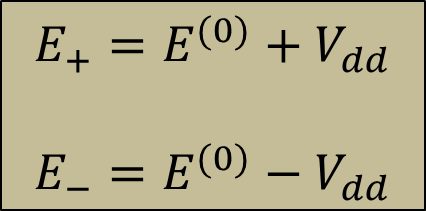 E₊ = E⁽⁰⁾ + V_dd
E₋ = E⁽⁰⁾ − V_dd